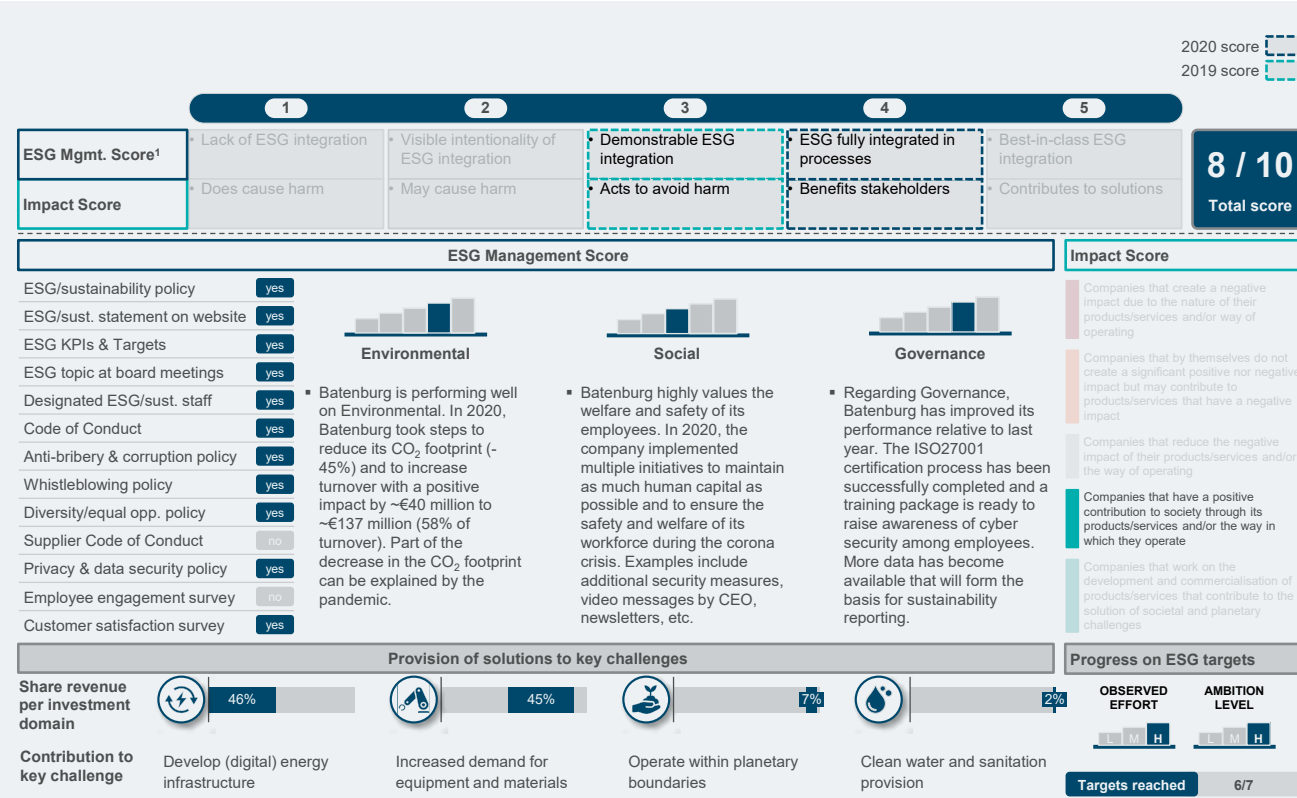 2020 score
2019 score
1 2 3 4 5
ESG Mgmt. Score¹
• Lack of ESG integration
• Visible intentionality of
ESG integration
• Demonstrable ESG
integration
• ESG fully integrated in
processes
• Best-in-class ESG
integration
Impact Score
• Does cause harm
• May cause harm
• Acts to avoid harm
• Benefits stakeholders
• Contributes to solutions
8 / 10
Total score
ESG Management Score
ESG/sustainability policy yes
ESG/sust. statement on website yes
ESG KPIs & Targets yes
ESG topic at board meetings yes
Designated ESG/sust. staff yes
Code of Conduct yes
Anti-bribery & corruption policy yes
Whistleblowing policy yes
Diversity/equal opp. policy yes
Supplier Code of Conduct no
Privacy & data security policy yes
Employee engagement survey no
Customer satisfaction survey yes
Environmental
▪ Batenburg is performing well
on Environmental. In 2020,
Batenburg took steps to
reduce its CO₂ footprint (-
45%) and to increase
turnover with a positive
impact by ~€40 million to
~€137 million (58% of
turnover). Part of the
decrease in the CO₂ footprint
can be explained by the
pandemic.
Social
▪ Batenburg highly values the
welfare and safety of its
employees. In 2020, the
company implemented
multiple initiatives to maintain
as much human capital as
possible and to ensure the
safety and welfare of its
workforce during the corona
crisis. Examples include
additional security measures,
video messages by CEO,
newsletters, etc.
Governance
▪ Regarding Governance,
Batenburg has improved its
performance relative to last
year. The ISO27001
certification process has been
successfully completed and a
training package is ready to
raise awareness of cyber
security among employees.
More data has become
available that will form the
basis for sustainability
reporting.
Impact Score
Companies that create a negative
impact due to the nature of their
products/services and/or way of
operating
Companies that by themselves do not
create a significant positive nor negative
impact but may contribute to
products/services that have a negative
impact
Companies that reduce the negative
impact of their products/services and/or
the way of operating
Companies that have a positive
contribution to society through its
products/services and/or the way in
which they operate
Companies that work on the
development and commercialisation of
products/services that contribute to the
solution of societal and planetary
challenges
Provision of solutions to key challenges
Share revenue
per investment
domain
46%
45%
7%
2%
Contribution to
key challenge
Develop (digital) energy
infrastructure
Increased demand for
equipment and materials
Operate within planetary
boundaries
Clean water and sanitation
provision
Progress on ESG targets
OBSERVED
EFFORT
L M H
AMBITION
LEVEL
L M H
Targets reached 6/7